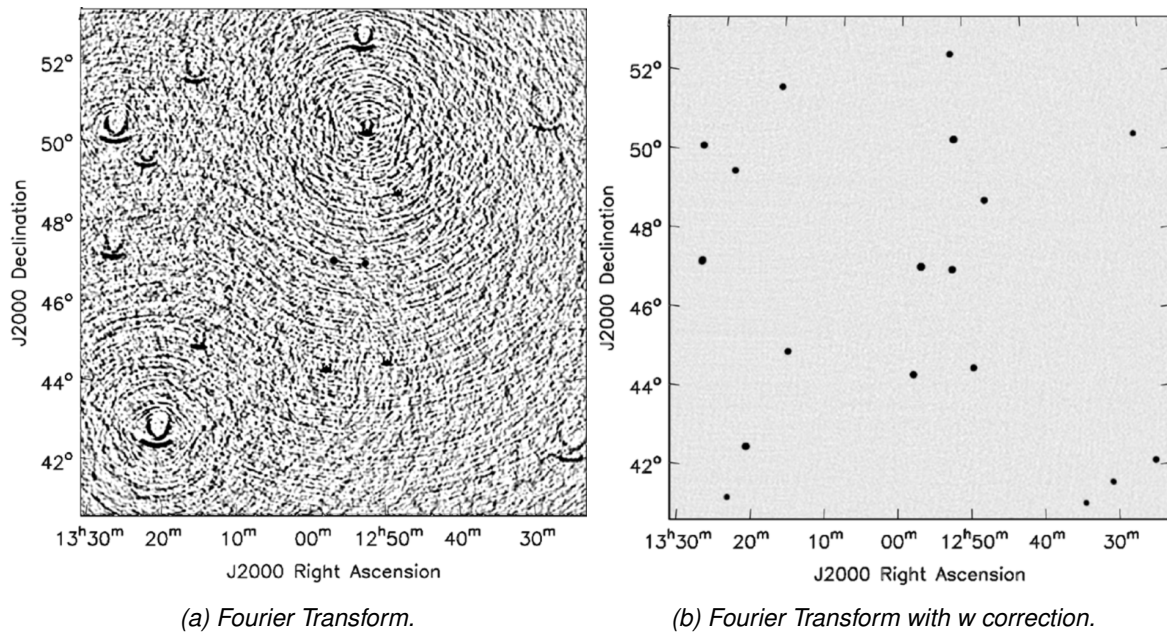 52°
50°
48°
46°
44°
42°
J2000 Declination
13ʰ30ᵐ 20ᵐ 10ᵐ 00ᵐ 12ʰ50ᵐ 40ᵐ 30ᵐ
J2000 Right Ascension
(a) Fourier Transform.
52°
50°
48°
46°
44°
42°
J2000 Declination
13ʰ30ᵐ 20ᵐ 10ᵐ 00ᵐ 12ʰ50ᵐ 40ᵐ 30ᵐ
J2000 Right Ascension
(b) Fourier Transform with w correction.